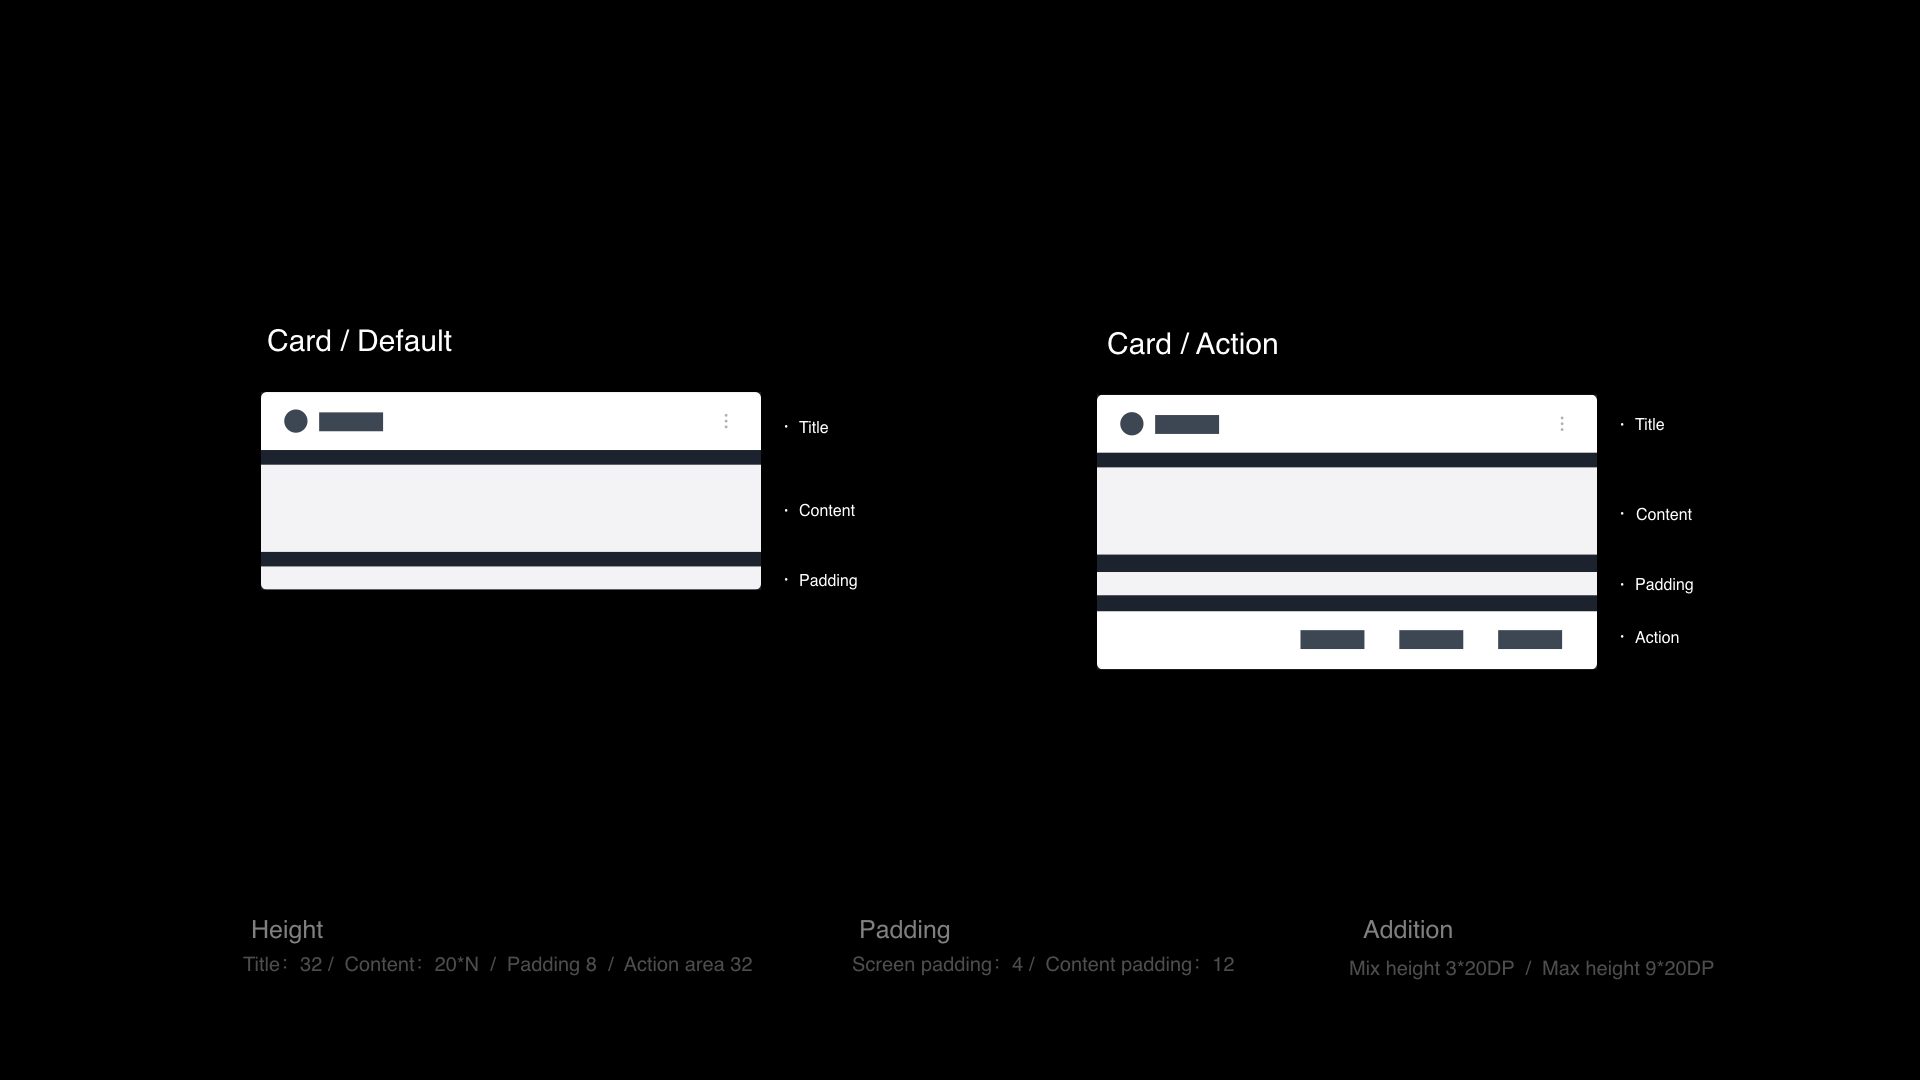 Card / Default
· Title
· Content
· Padding
Card / Action
· Title
· Content
· Padding
· Action
Height
Title： 32 / Content： 20*N / Padding 8 / Action area 32
Padding
Screen padding： 4 / Content padding： 12
Addition
Mix height 3*20DP / Max height 9*20DP